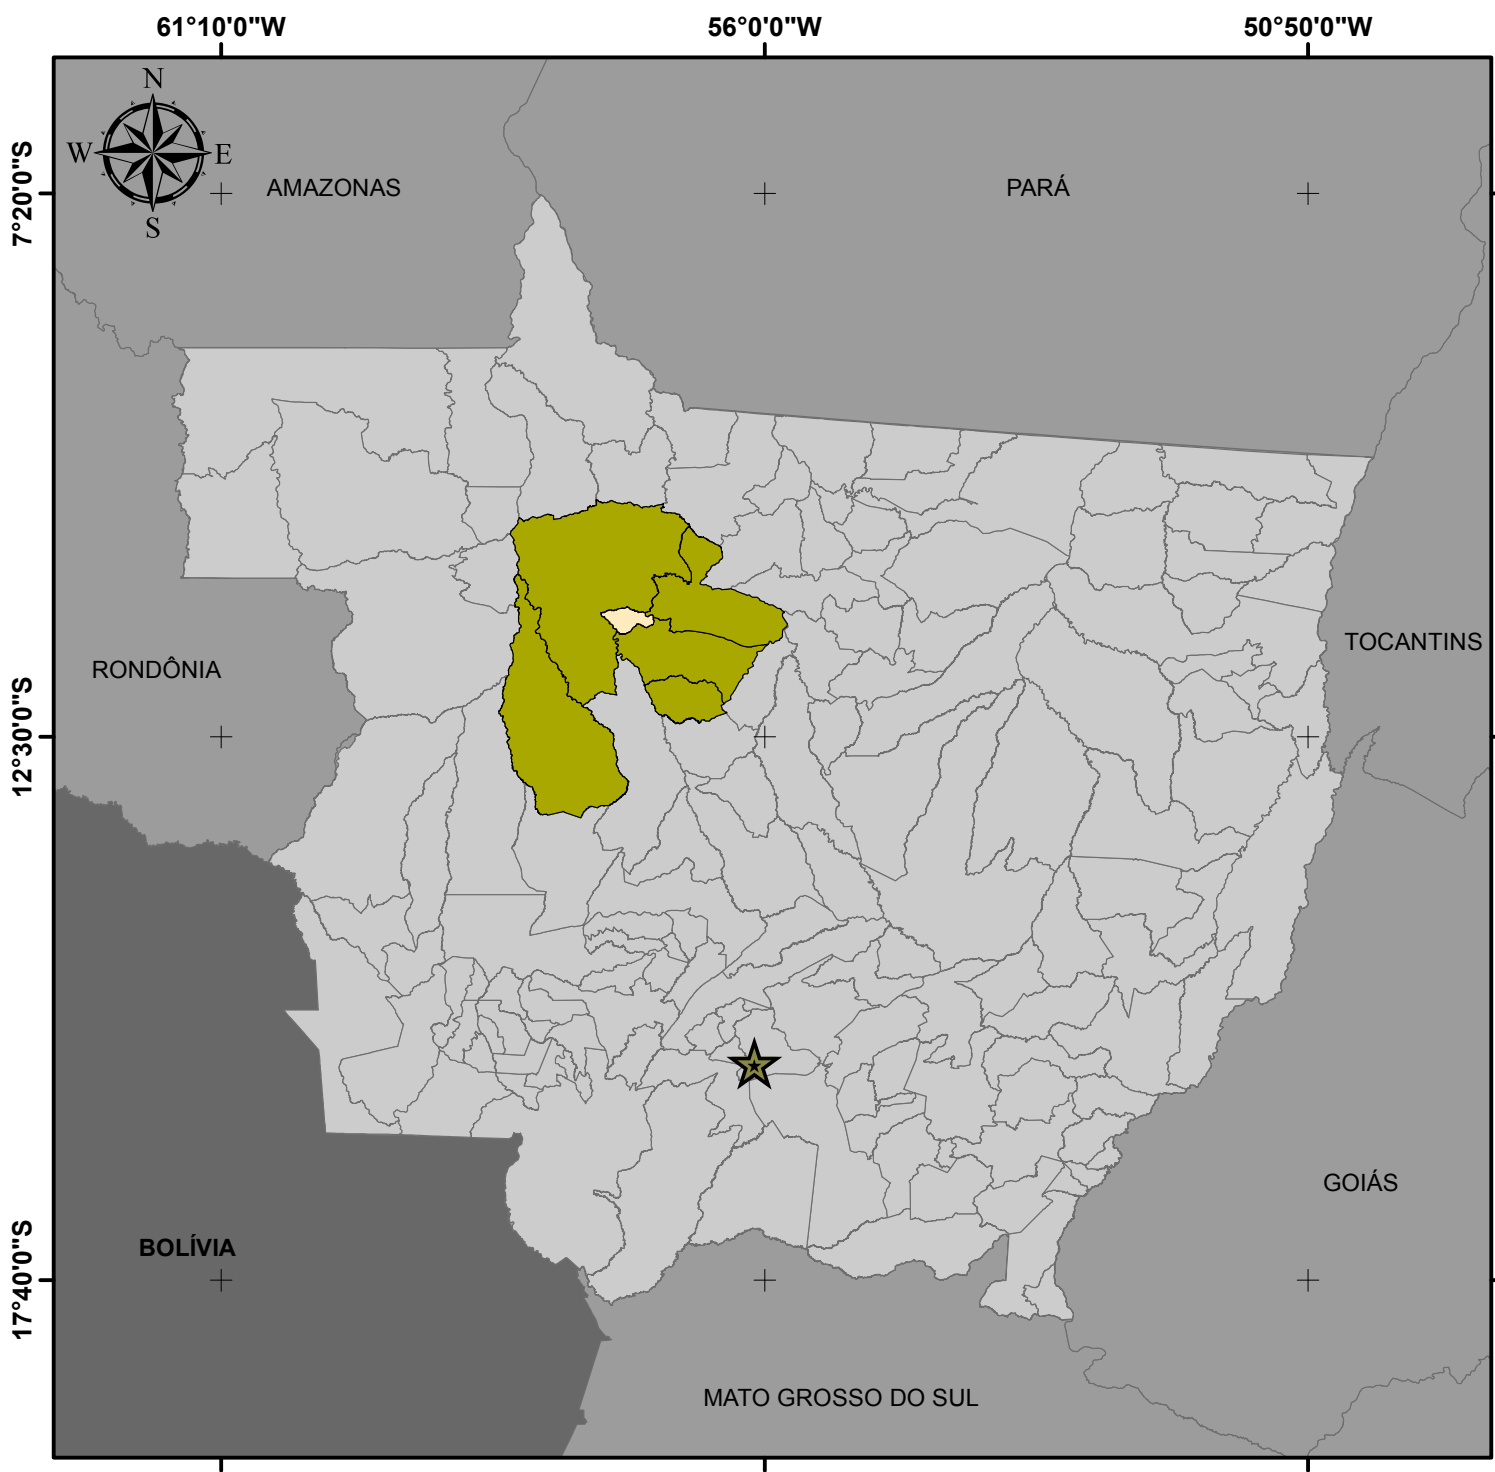 61°10'0"W 56°0'0"W 50°50'0"W
N
W E
S
7°20'0"S
AMAZONAS
PARÁ
TOCANTINS
RONDÔNIA
12°30'0"S
GOIÁS
BOLÍVIA
17°40'0"S
MATO GROSSO DO SUL